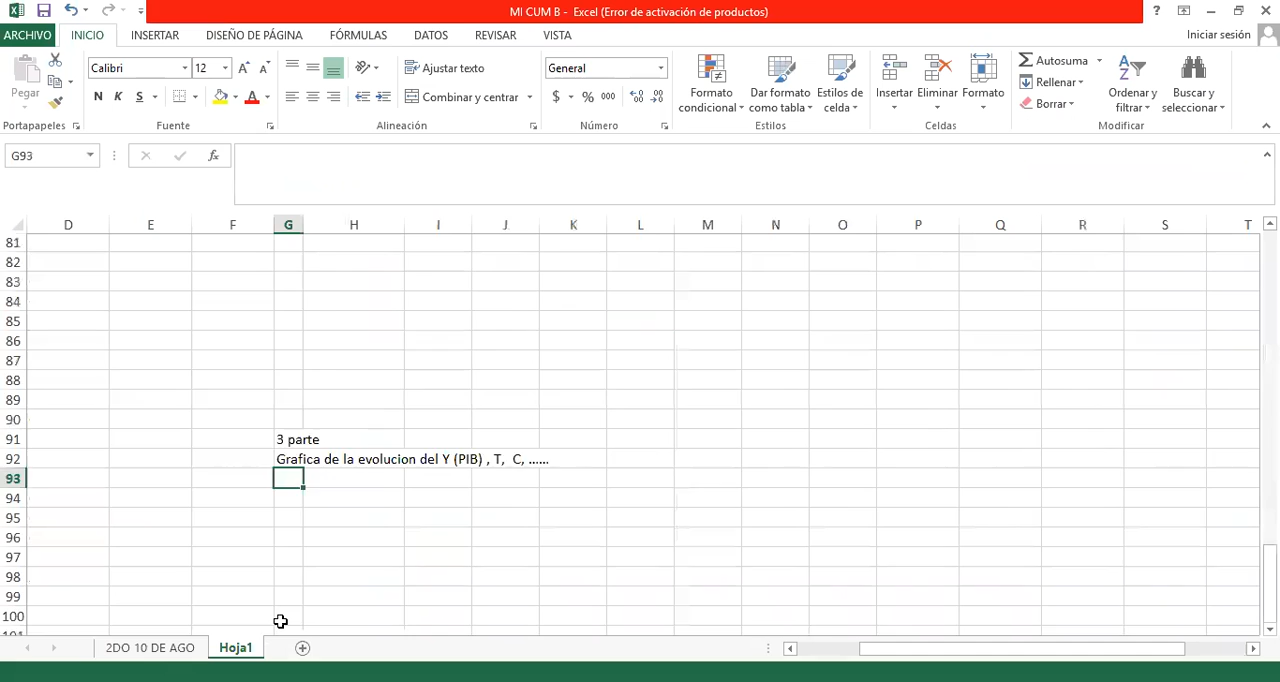 MI CUM B - Excel (Error de activación de productos)
?
ARCHIVO INICIO INSERTAR DISEÑO DE PÁGINA FÓRMULAS DATOS REVISAR VISTA Iniciar sesión
Pegar
Calibri 12
N K S
A A
Ajustar texto
Combinar y centrar
General
$ % 000
Formato condicional
Dar formato como tabla
Estilos de celda
Insertar Eliminar Formato
Autosuma
Rellenar
Borrar
Ordenar y filtrar
Buscar y seleccionar
Portapapeles Fuente Alineación Número Estilos Celdas Modificar
G93 fx
D E F G H I J K L M N O P Q R S T
81
82
83
84
85
86
87
88
89
90
91 3 parte
92 Grafica de la evolucion del Y (PIB) , T, C, ......
93
94
95
96
97
98
99
100
101
2DO 10 DE AGO Hoja1